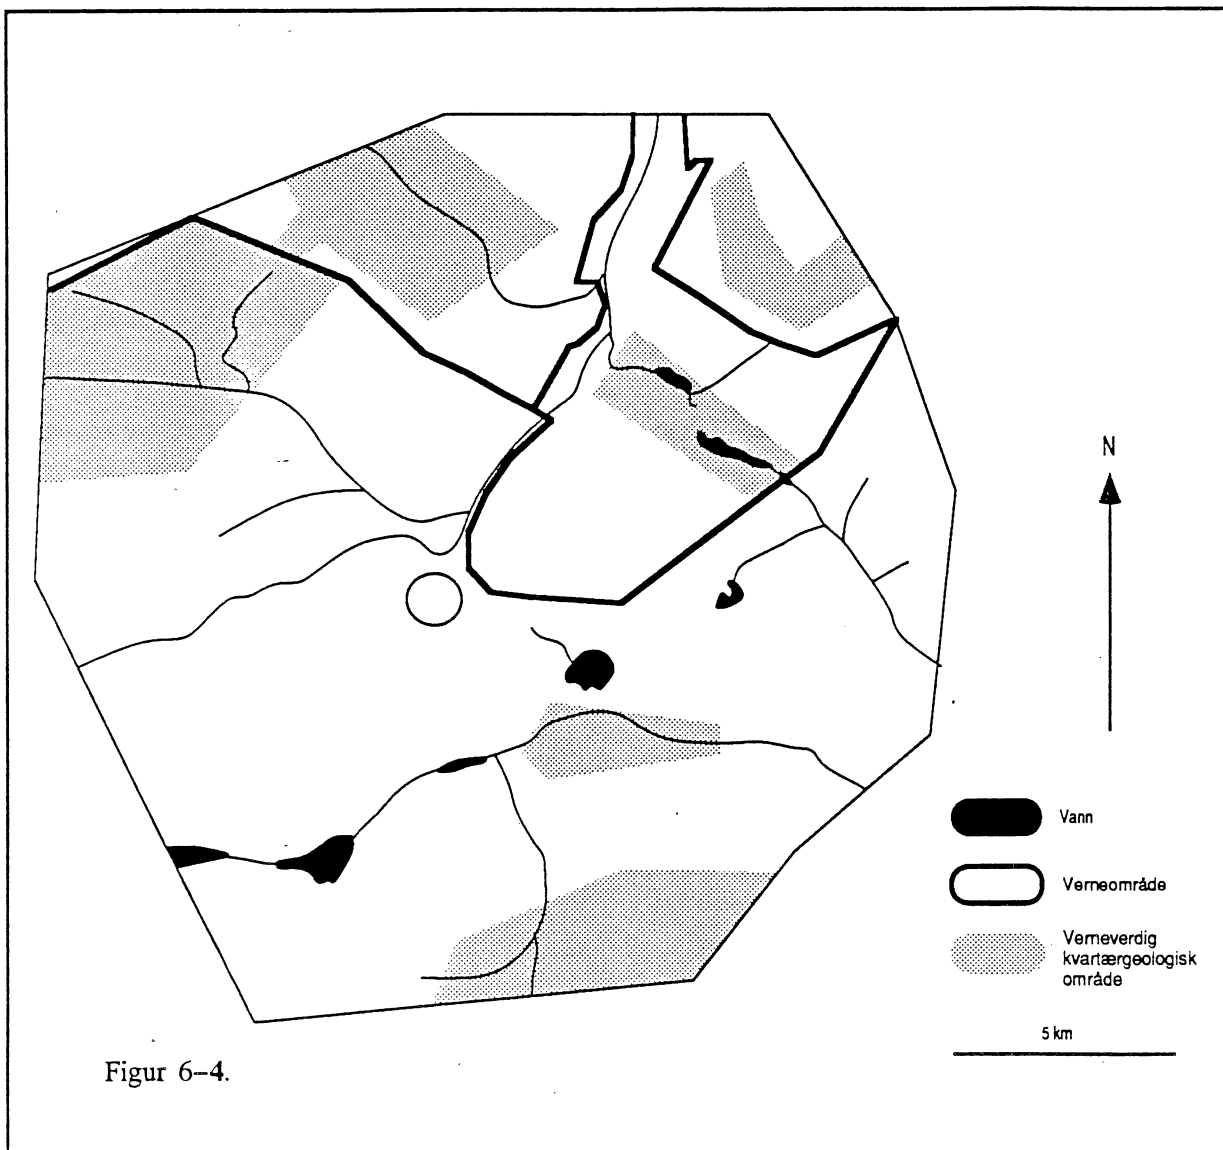 N
Vann
Verneområde
Verneverdig
kvartærgeologisk
område
5 km
Figur 6–4.